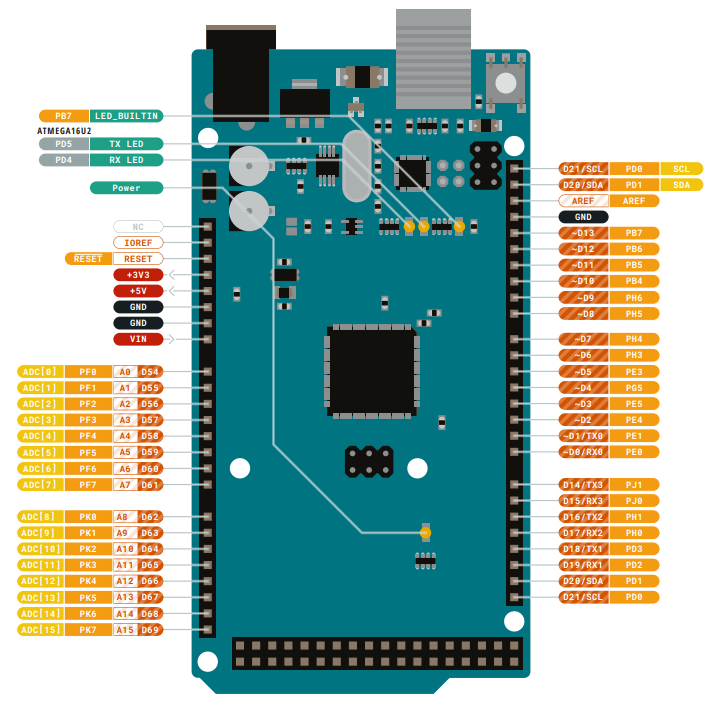 PB7 LED_BUILTIN
ATMEGA16U2
PD5 TX LED
PD4 RX LED
Power
NC
IOREF
RESET RESET
+3V3
+5V
GND
GND
VIN
ADC[0] PF0 A0 D54
ADC[1] PF1 A1 D55
ADC[2] PF2 A2 D56
ADC[3] PF3 A3 D57
ADC[4] PF4 A4 D58
ADC[5] PF5 A5 D59
ADC[6] PF6 A6 D60
ADC[7] PF7 A7 D61
ADC[8] PK0 A8 D62
ADC[9] PK1 A9 D63
ADC[10] PK2 A10 D64
ADC[11] PK3 A11 D65
ADC[12] PK4 A12 D66
ADC[13] PK5 A13 D67
ADC[14] PK6 A14 D68
ADC[15] PK7 A15 D69
D21/SCL PD0 SCL
D20/SDA PD1 SDA
AREF AREF
GND
~D13 PB7
~D12 PB6
~D11 PB5
~D10 PB4
~D9 PH6
~D8 PH5
~D7 PH4
~D6 PH3
~D5 PE3
~D4 PG5
~D3 PE5
~D2 PE4
~D1/TX0 PE1
~D0/RX0 PE0
D14/TX3 PJ1
D15/RX3 PJ0
D16/TX2 PH1
D17/RX2 PH0
D18/TX1 PD3
D19/RX1 PD2
D20/SDA PD1
D21/SCL PD0